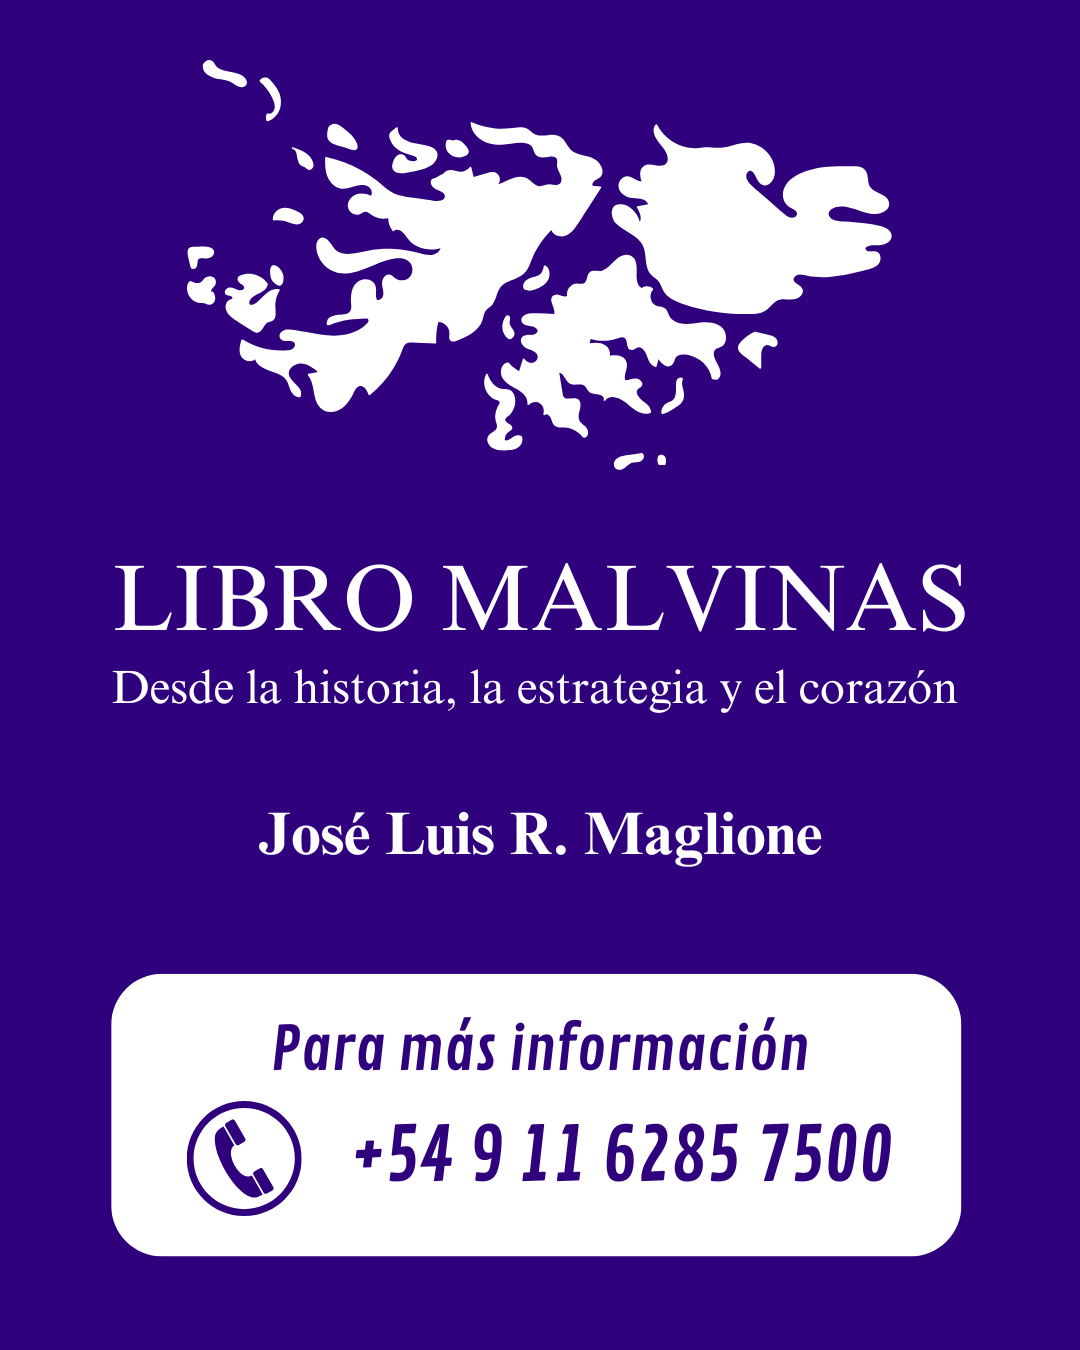 LIBRO MALVINAS
Desde la historia, la estrategia y el corazón
José Luis R. Maglione
Para más información
+54 9 11 6285 7500